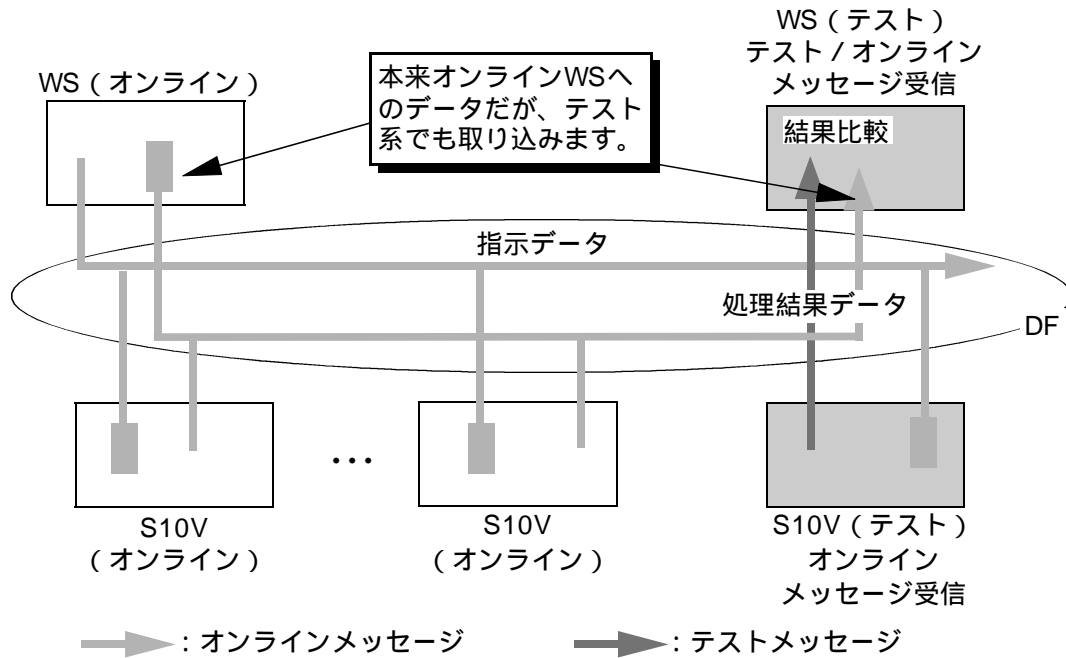 WS(テスト)
テスト/オンライン
メッセージ受信
WS(オンライン)
本来オンラインWSへ
のデータだが、テスト
系でも取り込みます。
結果比較
指示データ
処理結果データ
DF
…
S10V
(オンライン)
S10V
(オンライン)
S10V(テスト)
オンライン
メッセージ受信
:オンラインメッセージ
:テストメッセージ